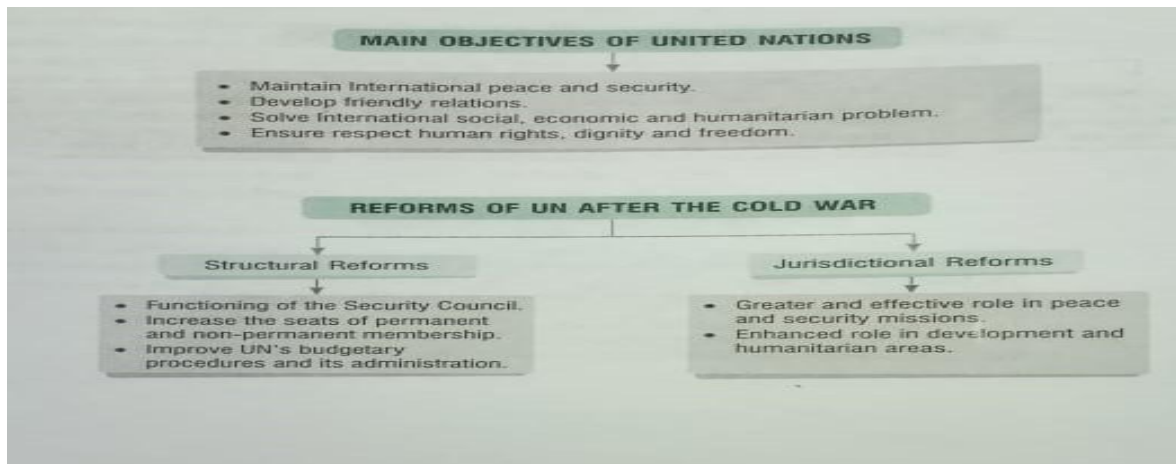 MAIN OBJECTIVES OF UNITED NATIONS
• Maintain International peace and security.
• Develop friendly relations.
• Solve International social, economic and humanitarian problem.
• Ensure respect human rights, dignity and freedom.
REFORMS OF UN AFTER THE COLD WAR
Structural Reforms
• Functioning of the Security Council.
• Increase the seats of permanent
and non-permanent membership.
• Improve UN's budgetary
procedures and its administration.
Jurisdictional Reforms
• Greater and effective role in peace
and security missions.
• Enhanced role in development and
humanitarian areas.